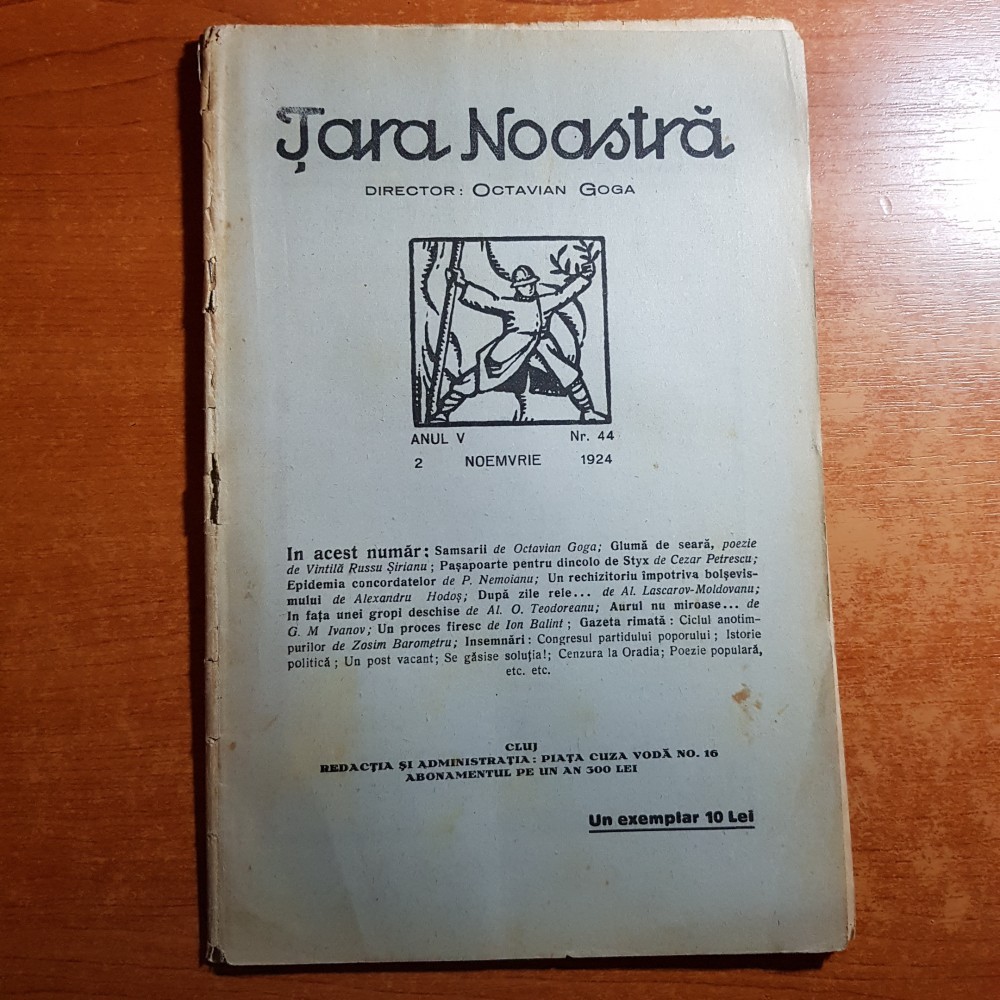 Țara Noastră
DIRECTOR: OCTAVIAN GOGA
ANUL V Nr. 44
2 NOEMVRIE 1924
In acest număr: Samsarii de Octavian Goga; Glumă de seară, poezie
de Vintilă Russu Șirianu; Pașapoarte pentru dincolo de Styx de Cezar Petrescu;
Epidemia concordatelor de P. Nemoianu; Un rechizitoriu împotriva bolșevis-
mului de Alexandru Hodoș; După zile rele... de Al. Lascarov-Moldovanu;
In fața unei gropi deschise de Al. O. Teodoreanu; Aurul nu miroase... de
G. M Ivanov; Un proces firesc de Ion Balint; Gazeta rimată: Ciclul anotim-
purilor de Zosim Barometru; Insemnări: Congresul partidului poporului; Istorie
politică; Un post vacant; Se găsise soluția!; Cenzura la Oradia; Poezie populară,
etc. etc.
CLUJ
REDACȚIA ȘI ADMINISTRAȚIA: PIAȚA CUZA VODĂ NO. 16
ABONAMENTUL PE UN AN 300 LEI
Un exemplar 10 Lei